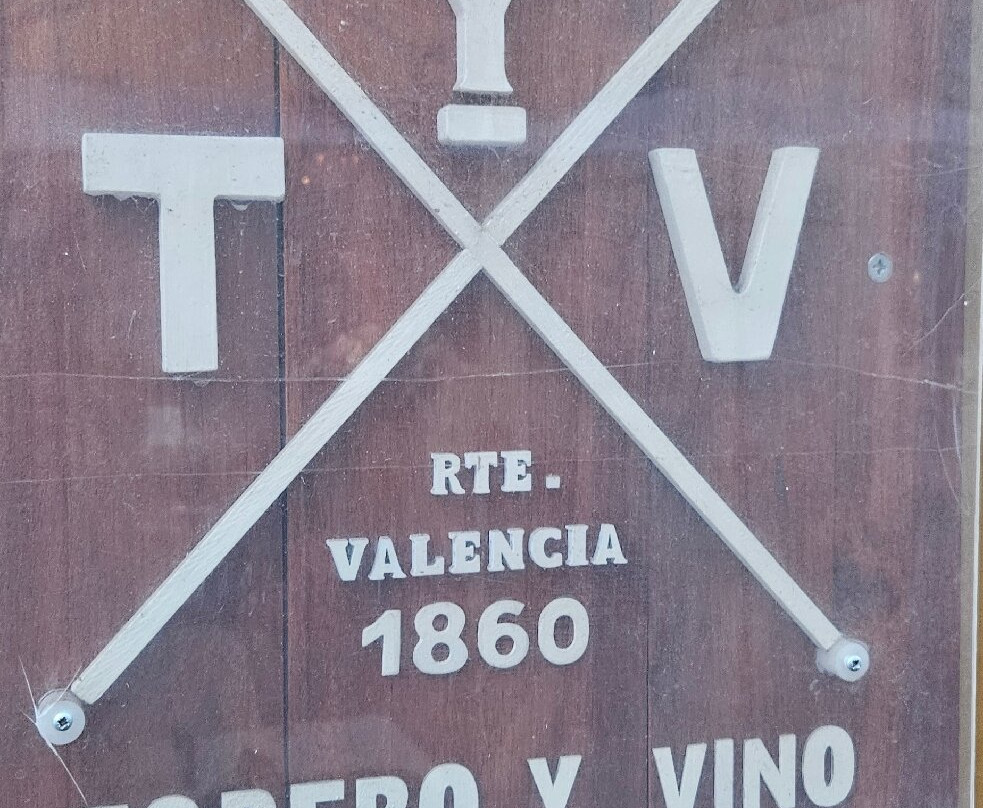 T V
RTE.
VALENCIA
1860
Y VINO